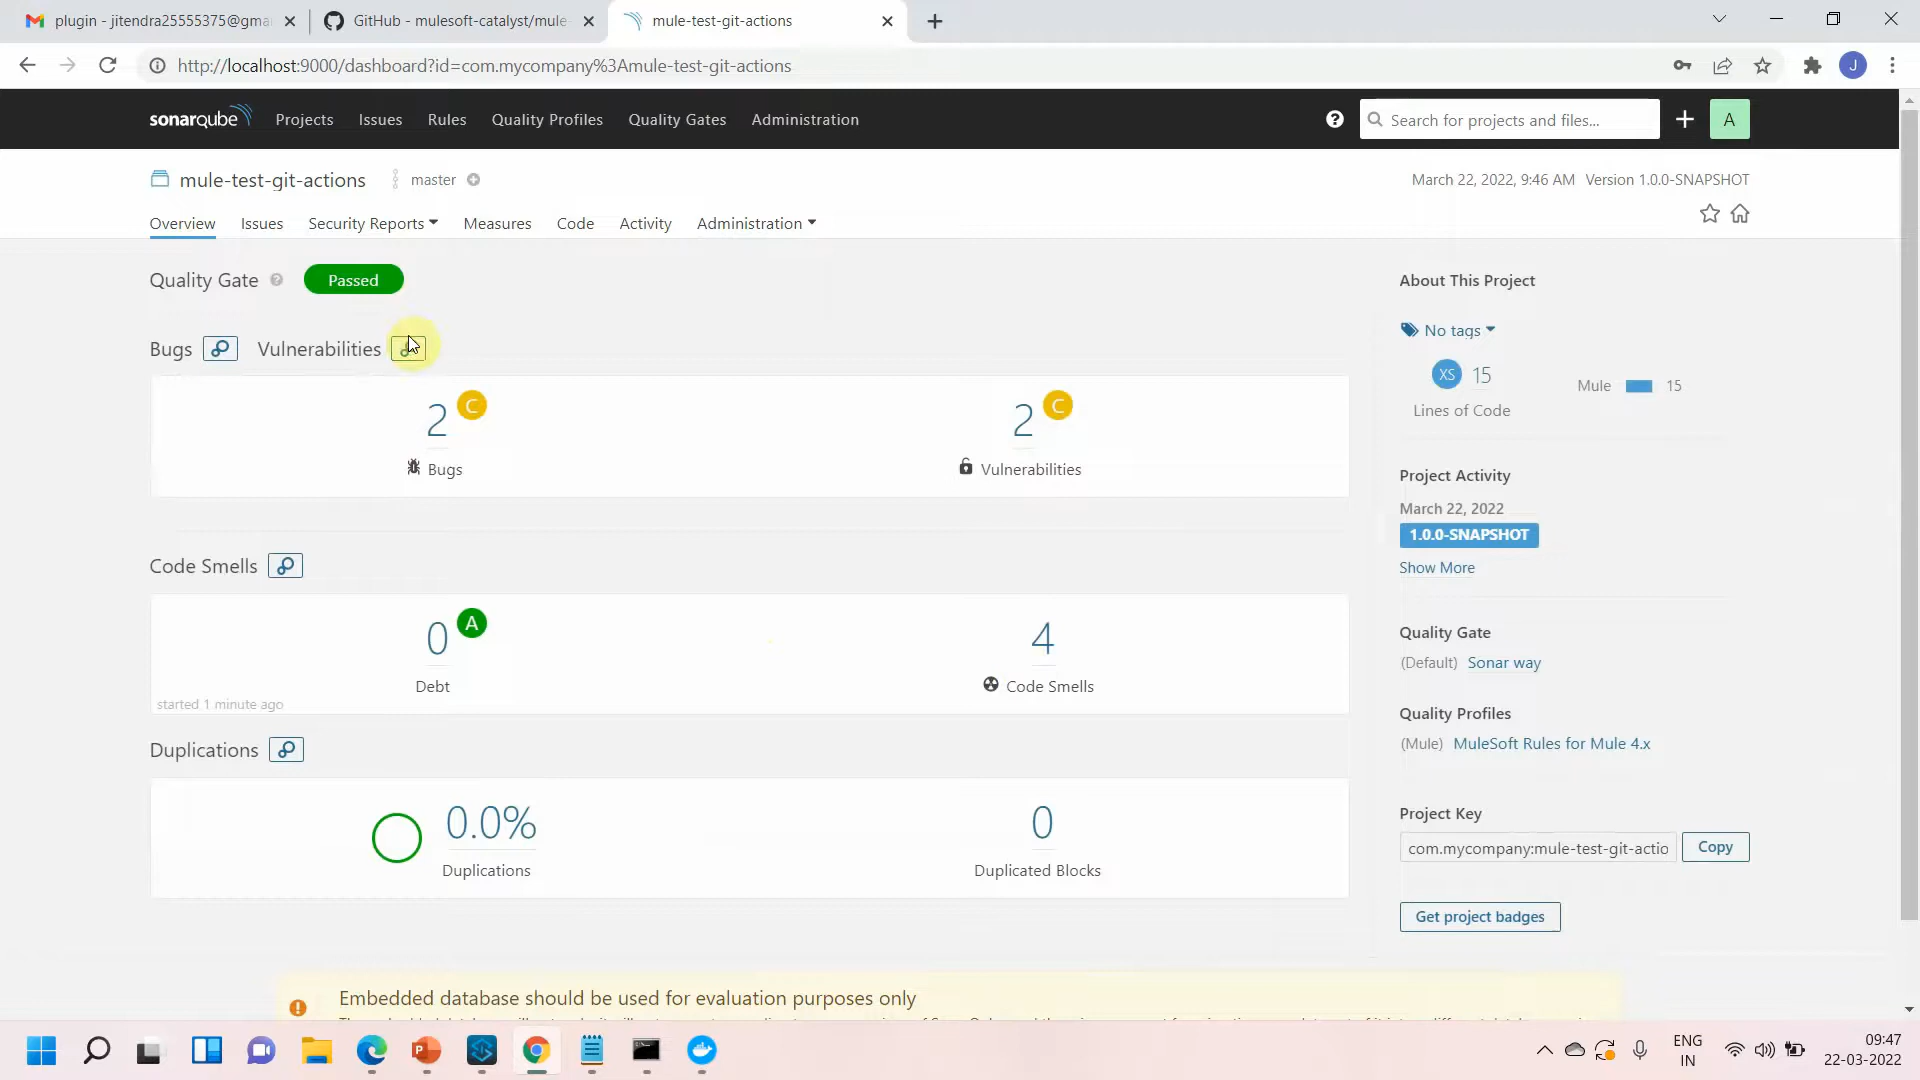 plugin - jitendra25555375@gma
GitHub - mulesoft-catalyst/mule-
mule-test-git-actions
http://localhost:9000/dashboard?id=com.mycompany%3Amule-test-git-actions
J
sonarqube Projects Issues Rules Quality Profiles Quality Gates Administration
Search for projects and files...
A
mule-test-git-actions master
March 22, 2022, 9:46 AM Version 1.0.0-SNAPSHOT
Overview Issues Security Reports Measures Code Activity Administration
Quality Gate Passed
Bugs Vulnerabilities
2 C
Bugs
2 C
Vulnerabilities
Code Smells
0 A
Debt
started 1 minute ago
4
Code Smells
Duplications
0.0%
Duplications
0
Duplicated Blocks
About This Project
No tags
XS 15
Lines of Code
Mule 15
Project Activity
March 22, 2022
1.0.0-SNAPSHOT
Show More
Quality Gate
(Default) Sonar way
Quality Profiles
(Mule) MuleSoft Rules for Mule 4.x
Project Key
com.mycompany:mule-test-git-actio Copy
Get project badges
Embedded database should be used for evaluation purposes only
ENG
IN
09:47
22-03-2022